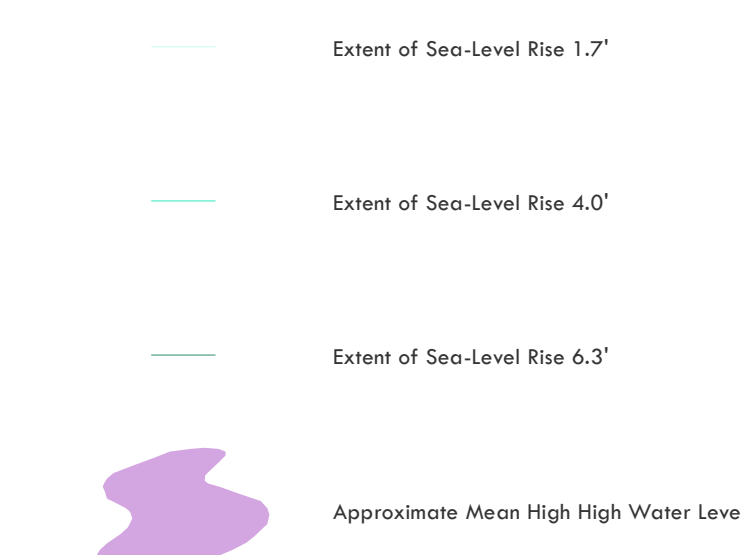 Extent of Sea-Level Rise 1.7'
Extent of Sea-Level Rise 4.0'
Extent of Sea-Level Rise 6.3'
Approximate Mean High High Water Leve